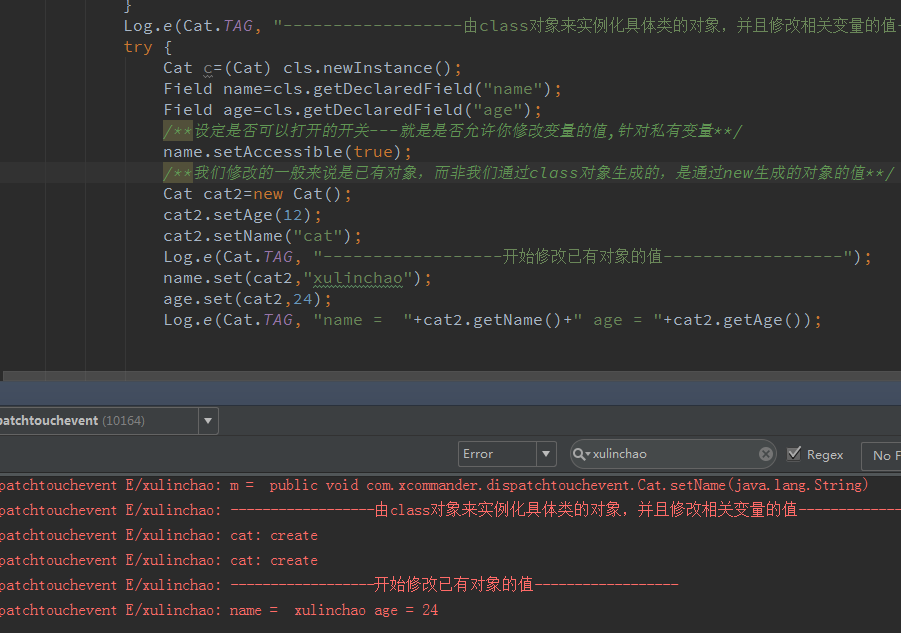 }
Log.e(Cat.TAG, "------------------由class对象来实例化具体类的对象，并且修改相关变量的值-
try {
Cat c=(Cat) cls.newInstance();
Field name=cls.getDeclaredField("name");
Field age=cls.getDeclaredField("age");
/**设定是否可以打开的开关---就是是否允许你修改变量的值,针对私有变量**/
name.setAccessible(true);
/**我们修改的一般来说是已有对象，而非我们通过class对象生成的，是通过new生成的对象的值**/
Cat cat2=new Cat();
cat2.setAge(12);
cat2.setName("cat");
Log.e(Cat.TAG, "------------------开始修改已有对象的值------------------");
name.set(cat2,"xulinchao");
age.set(cat2,24);
Log.e(Cat.TAG, "name =  "+cat2.getName()+" age = "+cat2.getAge());
patchtouchevent (10164)
Error xulinchao Regex No F
patchtouchevent E/xulinchao: m =  public void com.xcommander.dispatchtouchevent.Cat.setName(java.lang.String)
patchtouchevent E/xulinchao: ------------------由class对象来实例化具体类的对象，并且修改相关变量的值-------------
patchtouchevent E/xulinchao: cat: create
patchtouchevent E/xulinchao: cat: create
patchtouchevent E/xulinchao: ------------------开始修改已有对象的值------------------
patchtouchevent E/xulinchao: name =  xulinchao age = 24